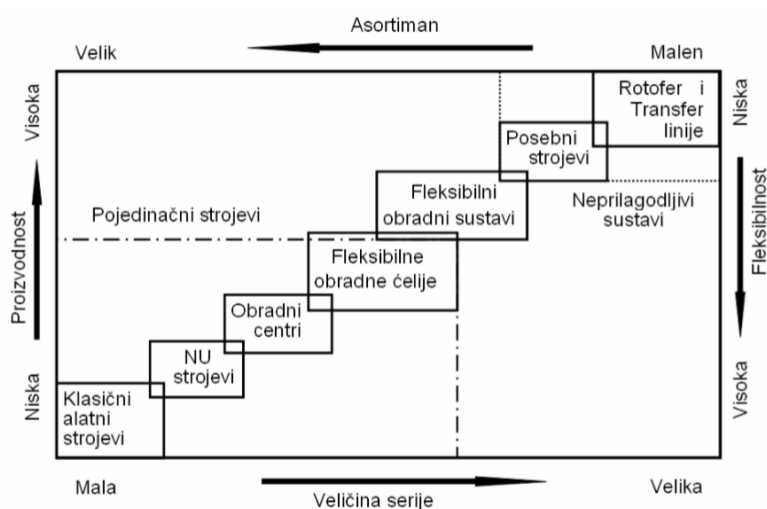 Asortiman
Velik
Malen
Visoka
Proizvodnost
Niska
Niska
Fleksibilnost
Visoka
Rotofer i
Transfer
linije
Posebni
strojevi
Neprilagodljivi
sustavi
Fleksibilni
obradni sustavi
Pojedinačni strojevi
Fleksibilne
obradne ćelije
Obradni
centri
NU
strojevi
Klasični
alatni
strojevi
Mala
Veličina serije
Velika